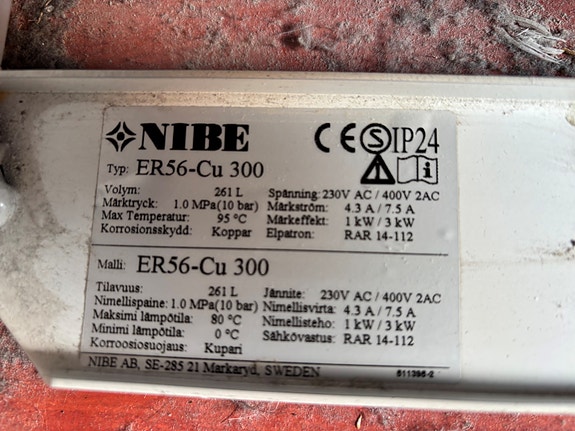 NIBE CE S IP24
Typ: ER56-Cu 300
Volym: 261 L Spänning: 230V AC / 400V 2AC
Märktryck: 1.0 MPa(10 bar) Märkström: 4.3 A / 7.5 A
Max Temperatur: 95 °C Märkeffekt: 1 kW / 3 kW
Korrosionsskydd: Koppar Elpatron: RAR 14-112
Malli: ER56-Cu 300
Tilavuus: 261 L Jännite: 230V AC / 400V 2AC
Nimellispaine: 1.0 MPa(10 bar) Nimellisvirta: 4.3 A / 7.5 A
Maksimi lämpötila: 80 °C Nimellisteho: 1 kW / 3 kW
Minimi lämpötila: 0 °C Sähkövastus: RAR 14-112
Korroosiosuojaus: Kupari
NIBE AB, SE-285 21 Markaryd, SWEDEN 511395-2